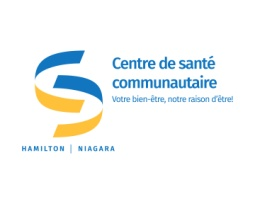 Centre de santé
communautaire
Votre bien-être, notre raison d'être!
HAMILTON | NIAGARA